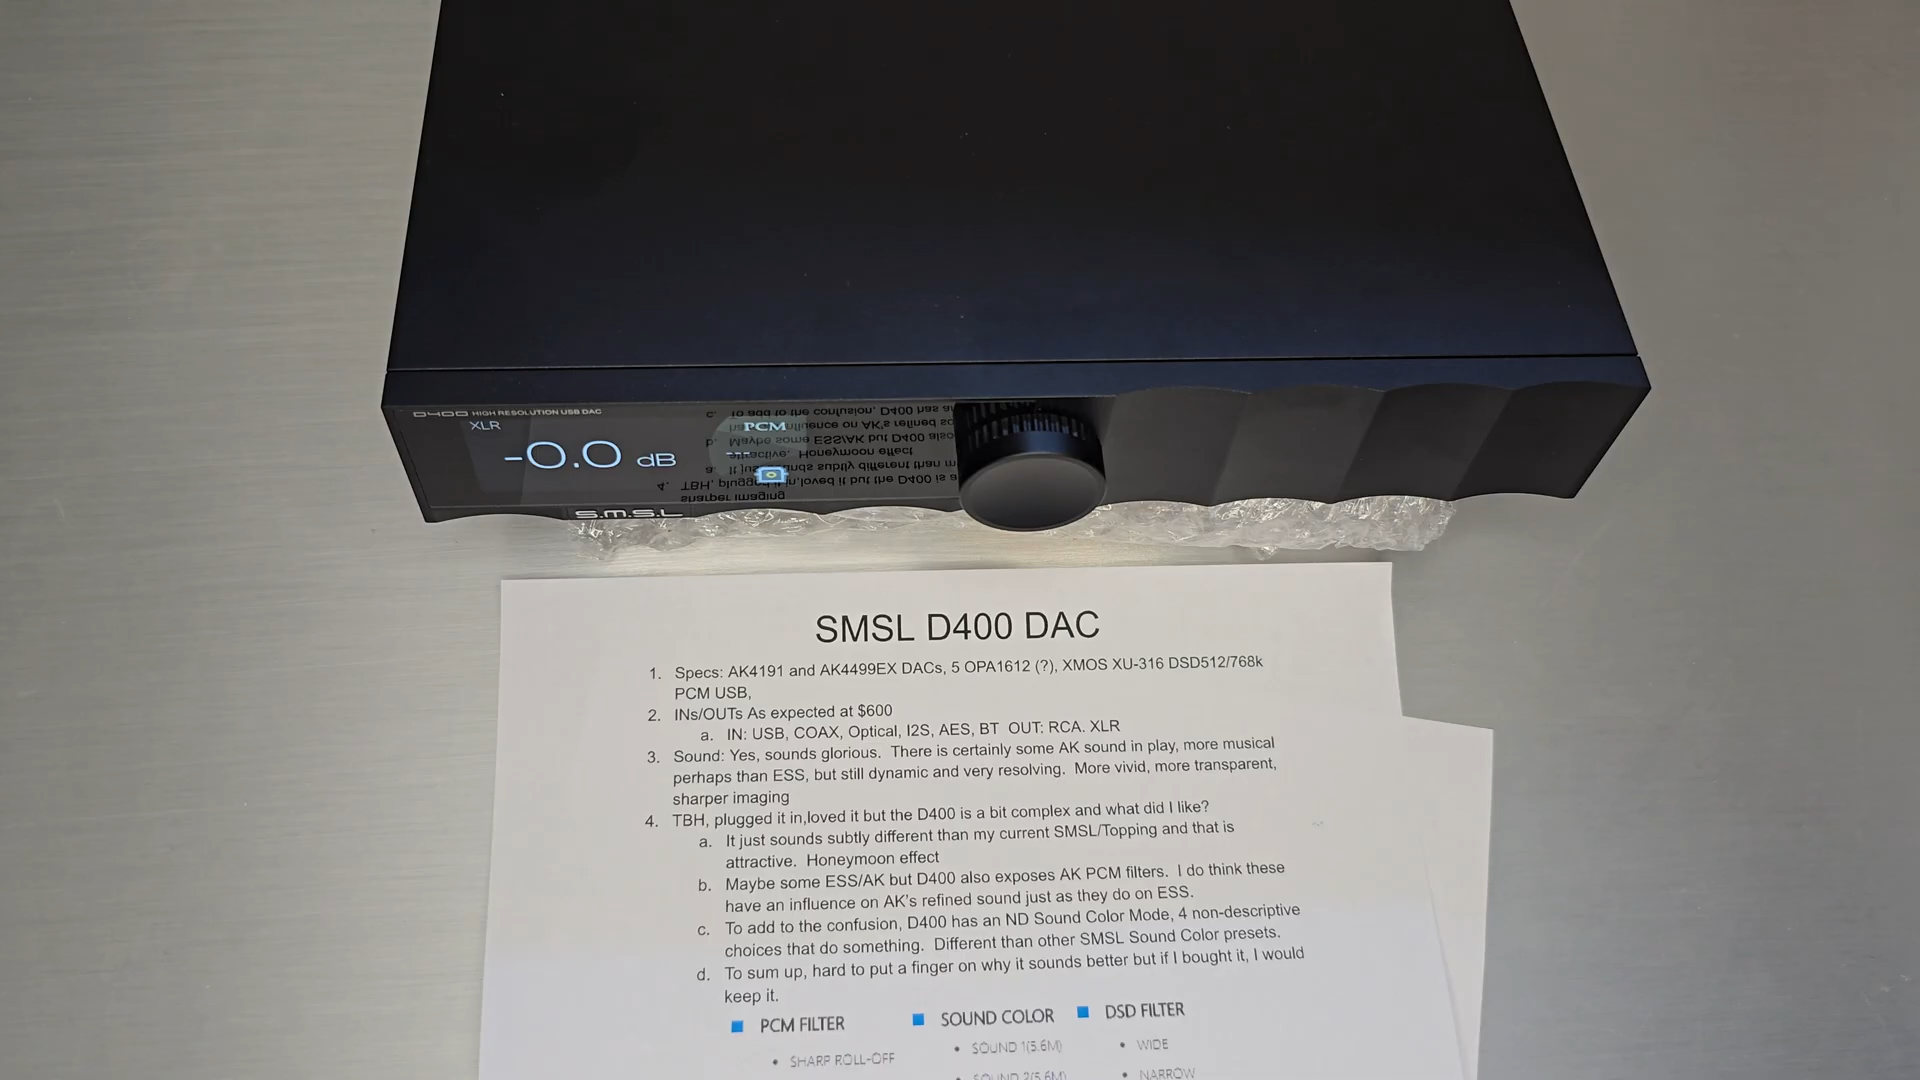 D400 HIGH RESOLUTION USB DAC
XLR
-0.0 dB
PCM
S.M.S.L
SMSL D400 DAC
1. Specs: AK4191 and AK4499EX DACs, 5 OPA1612 (?), XMOS XU-316 DSD512/768k
PCM USB,
2. INs/OUTs As expected at $600
a. IN: USB, COAX, Optical, I2S, AES, BT OUT: RCA. XLR
3. Sound: Yes, sounds glorious. There is certainly some AK sound in play, more musical
perhaps than ESS, but still dynamic and very resolving. More vivid, more transparent,
sharper imaging
4. TBH, plugged it in,loved it but the D400 is a bit complex and what did I like?
a. It just sounds subtly different than my current SMSL/Topping and that is
attractive. Honeymoon effect
b. Maybe some ESS/AK but D400 also exposes AK PCM filters. I do think these
have an influence on AK's refined sound just as they do on ESS.
c. To add to the confusion, D400 has an ND Sound Color Mode, 4 non-descriptive
choices that do something. Different than other SMSL Sound Color presets.
d. To sum up, hard to put a finger on why it sounds better but if I bought it, I would
keep it.
PCM FILTER
SOUND COLOR
DSD FILTER
• SHARP ROLL-OFF
• SOUND 1(5.6M)
• WIDE
• SOUND 2(5.6M)
• NARROW